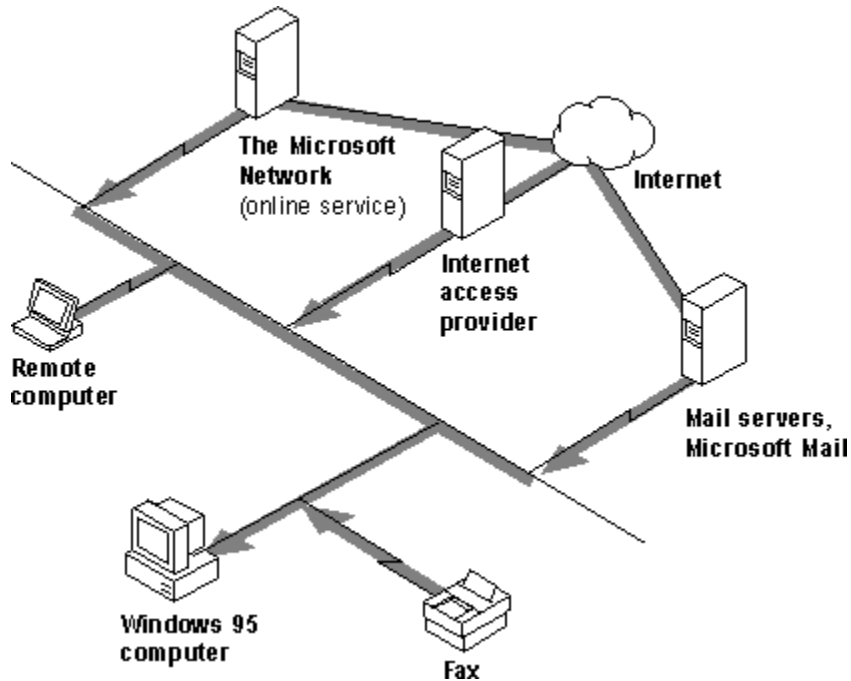 The Microsoft
Network
(online service)
Internet
Internet
access
provider
Remote
computer
Mail servers,
Microsoft Mail
Windows 95
computer
Fax